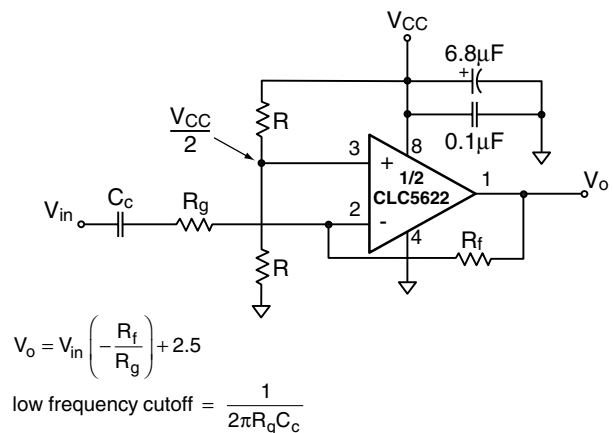 VCC
6.8µF
+
R
0.1µF
VCC
2
3
+
8
1/2
CLC5622
1
Vo
Vin
Cc
Rg
2
-
4
R
Rf
Vo = Vin (-Rf/Rg) + 2.5
low frequency cutoff = 1/2πRgCc